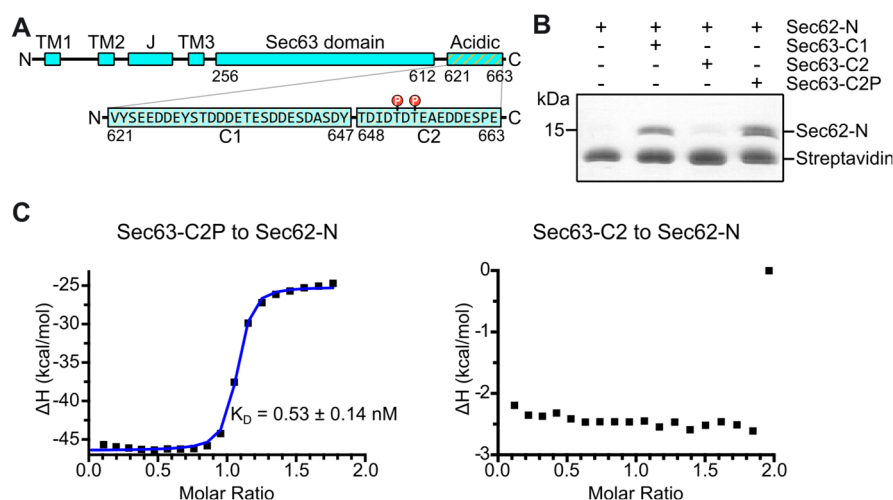 A
TM1 TM2 J TM3 Sec63 domain Acidic
N C
256 612 621 663
N VYSEEDDEYSTDDDETESDDESDASDY TDIDTDTEAEDDESPE C
P P
621 C1 647 648 C2 663
B
+ + + + Sec62-N
- + - - Sec63-C1
- - + - Sec63-C2
- - - + Sec63-C2P
kDa
15 Sec62-N
Streptavidin
C
Sec63-C2P to Sec62-N
ΔH (kcal/mol)
-25
-30
-35
-40
-45
K_D = 0.53 ± 0.14 nM
0.0 0.5 1.0 1.5 2.0
Molar Ratio
Sec63-C2 to Sec62-N
ΔH (kcal/mol)
0
-1
-2
-3
0.0 0.5 1.0 1.5 2.0
Molar Ratio